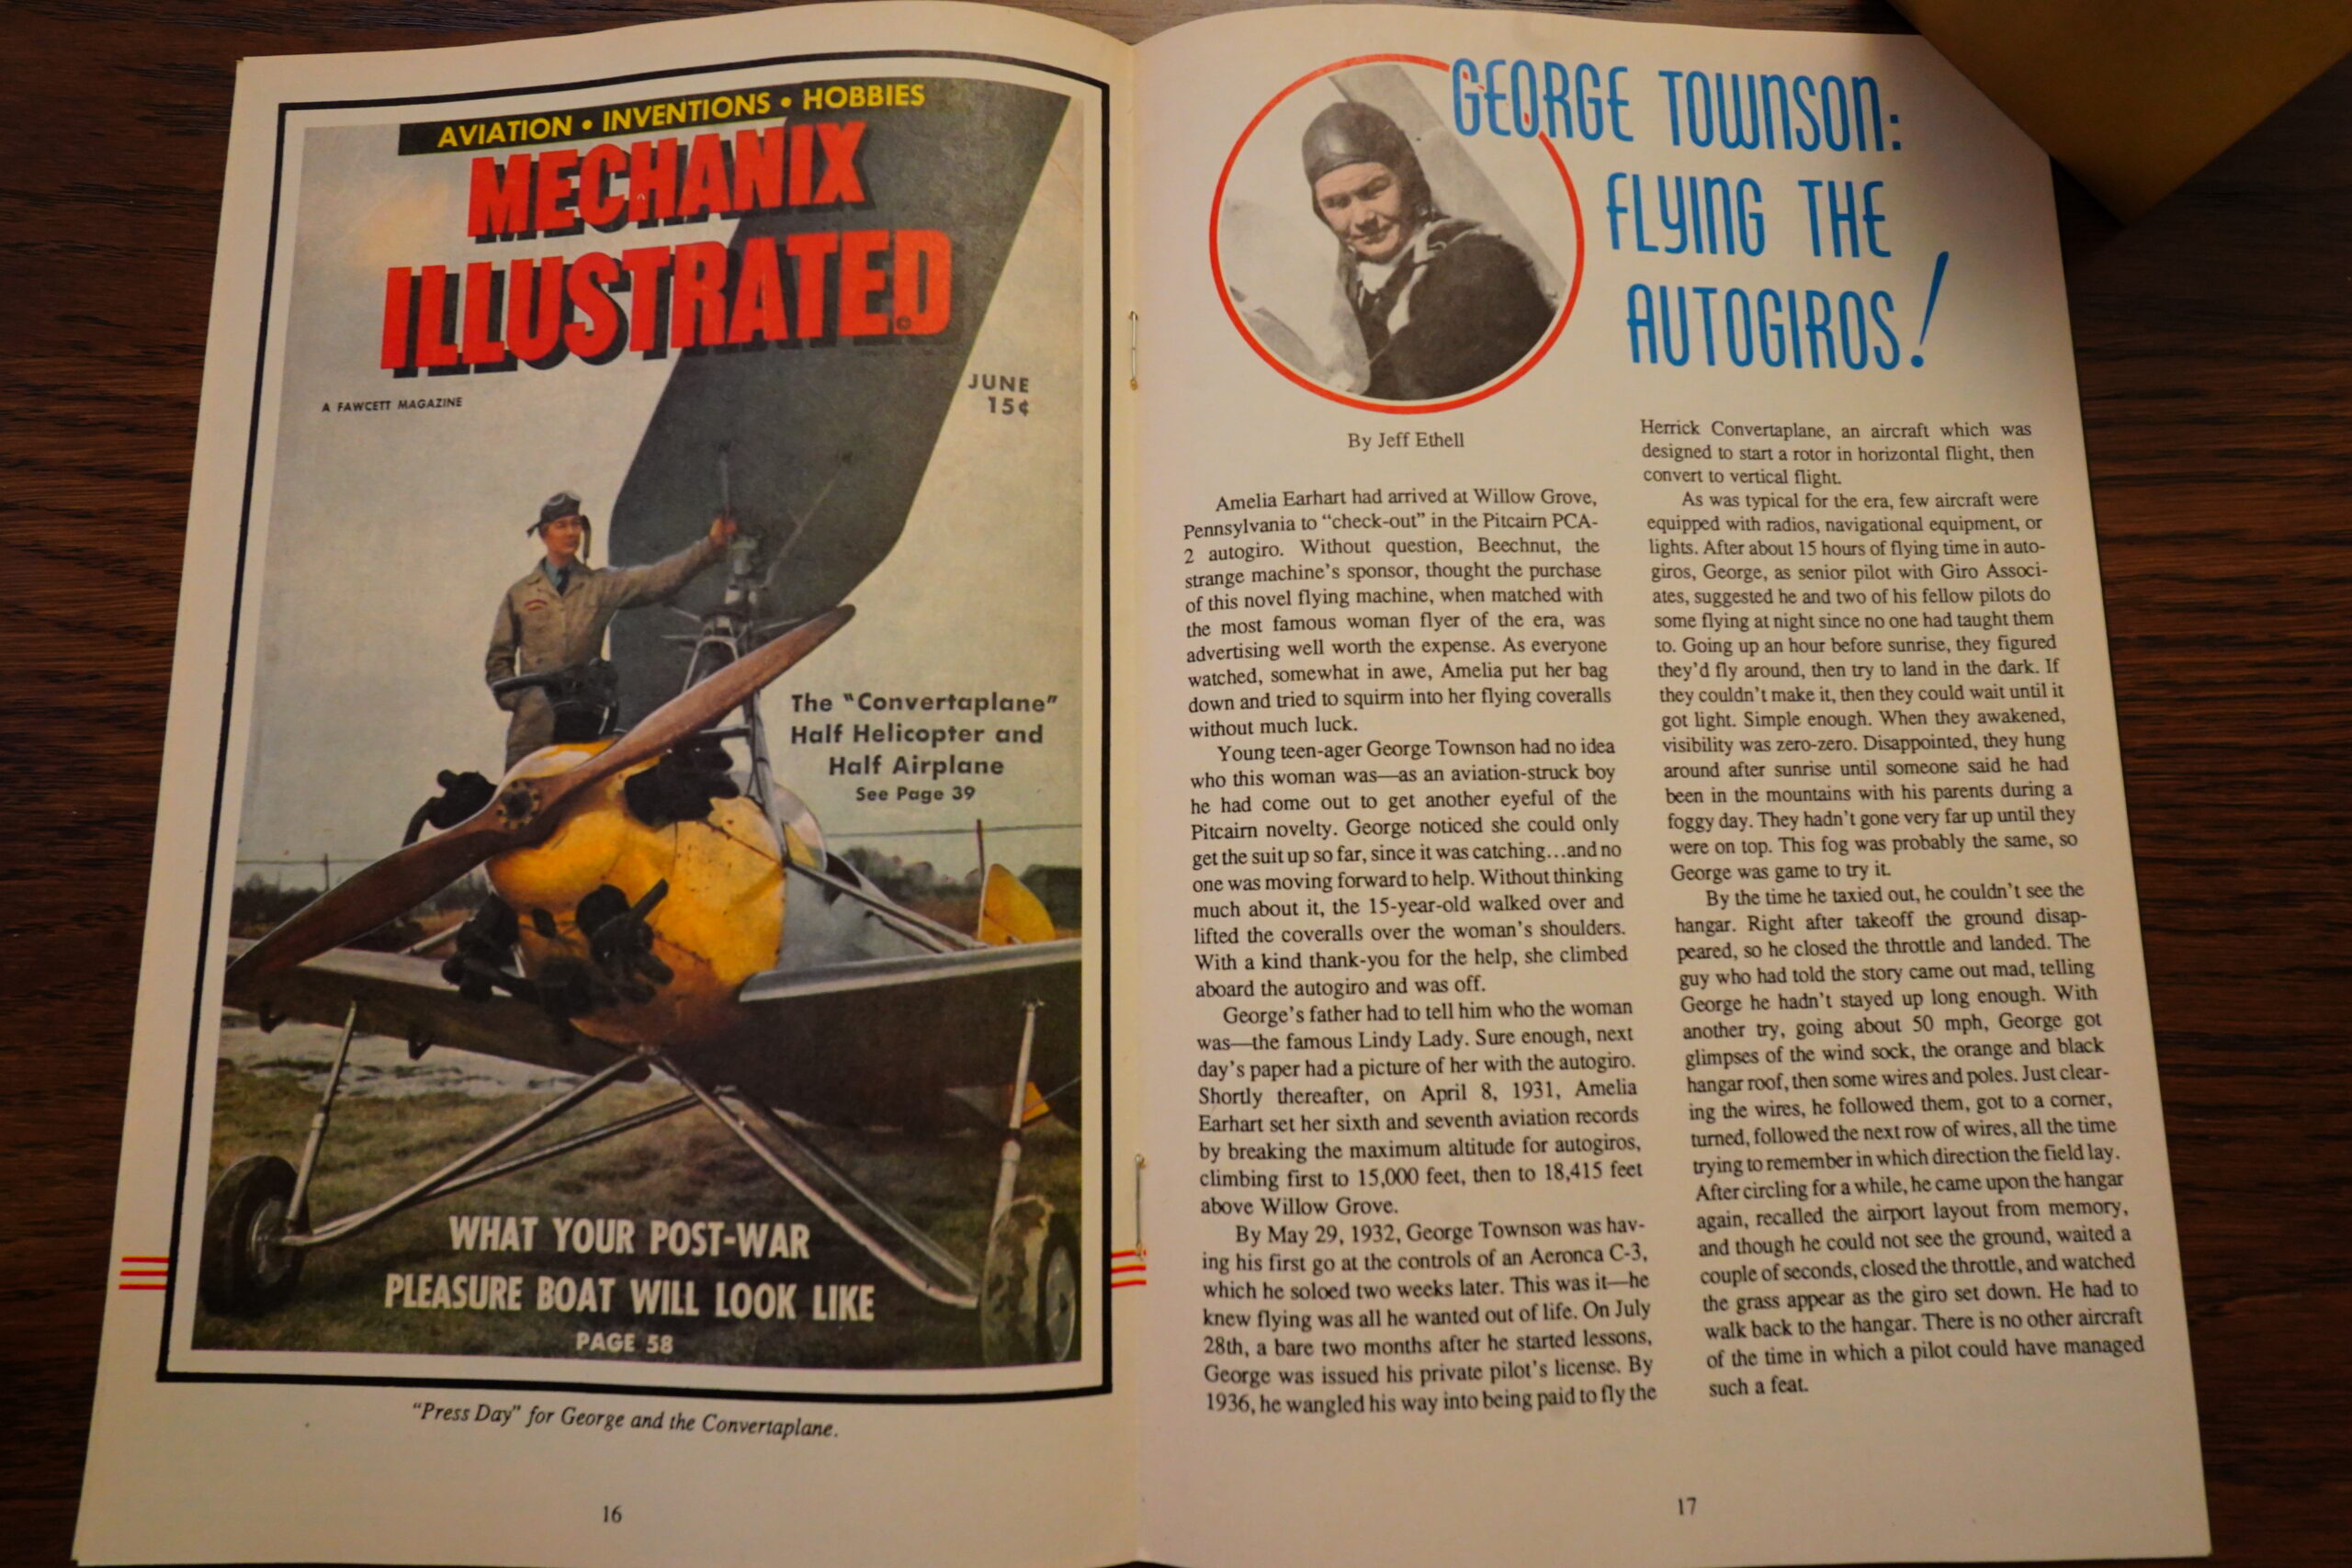 AVIATION • INVENTIONS • HOBBIES
MECHANIX
ILLUSTRATED
A FAWCETT MAGAZINE
JUNE
15¢
The "Convertaplane"
Half Helicopter and
Half Airplane
See Page 39
WHAT YOUR POST-WAR
PLEASURE BOAT WILL LOOK LIKE
PAGE 58
"Press Day" for George and the Convertaplane.
16
GEORGE TOWNSON:
FLYING THE
AUTOGIROS!
By Jeff Ethell
Amelia Earhart had arrived at Willow Grove,
Pennsylvania to “check-out” in the Pitcairn PCA-
2 autogiro. Without question, Beechnut, the
strange machine’s sponsor, thought the purchase
of this novel flying machine, when matched with
the most famous woman flyer of the era, was
advertising well worth the expense. As everyone
watched, somewhat in awe, Amelia put her bag
down and tried to squirm into her flying coveralls
without much luck.
Young teen-ager George Townson had no idea
who this woman was—as an aviation-struck boy
he had come out to get another eyeful of the
Pitcairn novelty. George noticed she could only
get the suit up so far, since it was catching...and no
one was moving forward to help. Without thinking
much about it, the 15-year-old walked over and
lifted the coveralls over the woman’s shoulders.
With a kind thank-you for the help, she climbed
aboard the autogiro and was off.
George’s father had to tell him who the woman
was—the famous Lindy Lady. Sure enough, next
day’s paper had a picture of her with the autogiro.
Shortly thereafter, on April 8, 1931, Amelia
Earhart set her sixth and seventh aviation records
by breaking the maximum altitude for autogiros,
climbing first to 15,000 feet, then to 18,415 feet
above Willow Grove.
By May 29, 1932, George Townson was hav-
ing his first go at the controls of an Aeronca C-3,
which he soloed two weeks later. This was it—he
knew flying was all he wanted out of life. On July
28th, a bare two months after he started lessons,
George was issued his private pilot’s license. By
1936, he wangled his way into being paid to fly the
Herrick Convertaplane, an aircraft which was
designed to start a rotor in horizontal flight, then
convert to vertical flight.
As was typical for the era, few aircraft were
equipped with radios, navigational equipment, or
lights. After about 15 hours of flying time in auto-
giros, George, as senior pilot with Giro Associ-
ates, suggested he and two of his fellow pilots do
some flying at night since no one had taught them
to. Going up an hour before sunrise, they figured
they’d fly around, then try to land in the dark. If
they couldn’t make it, then they could wait until it
got light. Simple enough. When they awakened,
visibility was zero-zero. Disappointed, they hung
around after sunrise until someone said he had
been in the mountains with his parents during a
foggy day. They hadn’t gone very far up until they
were on top. This fog was probably the same, so
George was game to try it.
By the time he taxied out, he couldn’t see the
hangar. Right after takeoff the ground disap-
peared, so he closed the throttle and landed. The
guy who had told the story came out mad, telling
George he hadn’t stayed up long enough. With
another try, going about 50 mph, George got
glimpses of the wind sock, the orange and black
hangar roof, then some wires and poles. Just clear-
ing the wires, he followed them, got to a corner,
turned, followed the next row of wires, all the time
trying to remember in which direction the field lay.
After circling for a while, he came upon the hangar
again, recalled the airport layout from memory,
and though he could not see the ground, waited a
couple of seconds, closed the throttle, and watched
the grass appear as the giro set down. He had to
walk back to the hangar. There is no other aircraft
of the time in which a pilot could have managed
such a feat.
17